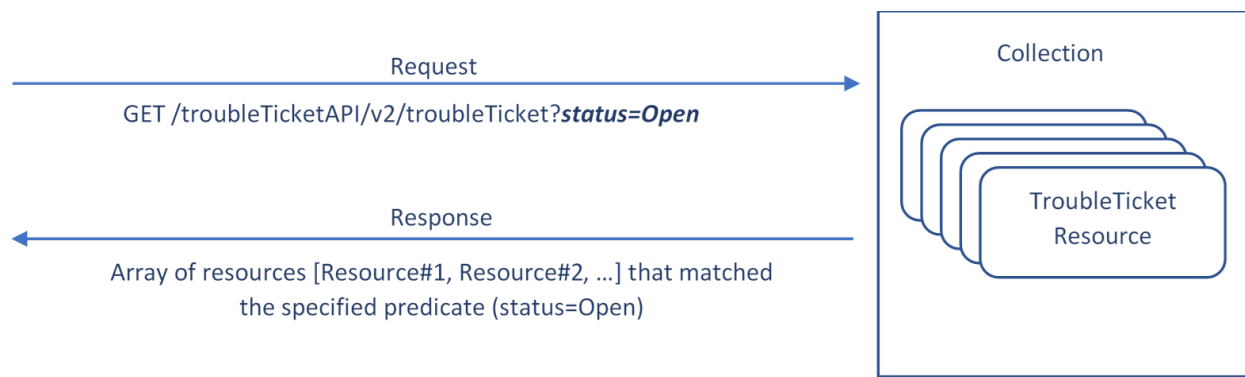 Request
GET /troubleTicketAPI/v2/troubleTicket?status=Open
Response
Array of resources [Resource#1, Resource#2, …] that matched
the specified predicate (status=Open)
Collection
TroubleTicket
Resource